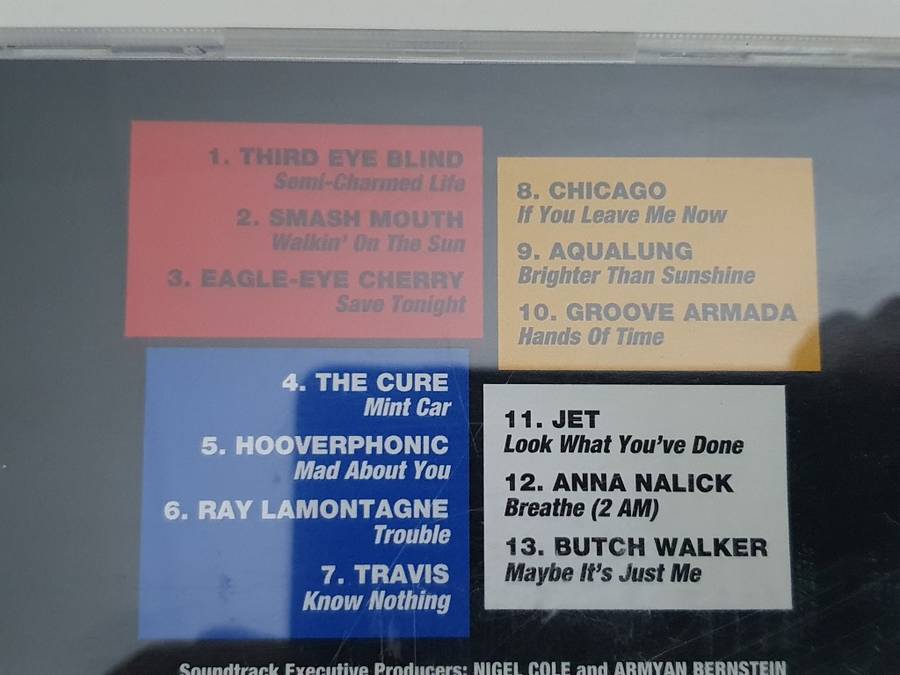 1. THIRD EYE BLIND
Semi-Charmed Life
2. SMASH MOUTH
Walkin' On The Sun
3. EAGLE-EYE CHERRY
Save Tonight
4. THE CURE
Mint Car
5. HOOVERPHONIC
Mad About You
6. RAY LAMONTAGNE
Trouble
7. TRAVIS
Know Nothing
8. CHICAGO
If You Leave Me Now
9. AQUALUNG
Brighter Than Sunshine
10. GROOVE ARMADA
Hands Of Time
11. JET
Look What You've Done
12. ANNA NALICK
Breathe (2 AM)
13. BUTCH WALKER
Maybe It's Just Me
Soundtrack Executive Producers: NIGEL COLE and ARMYAN BERNSTEIN